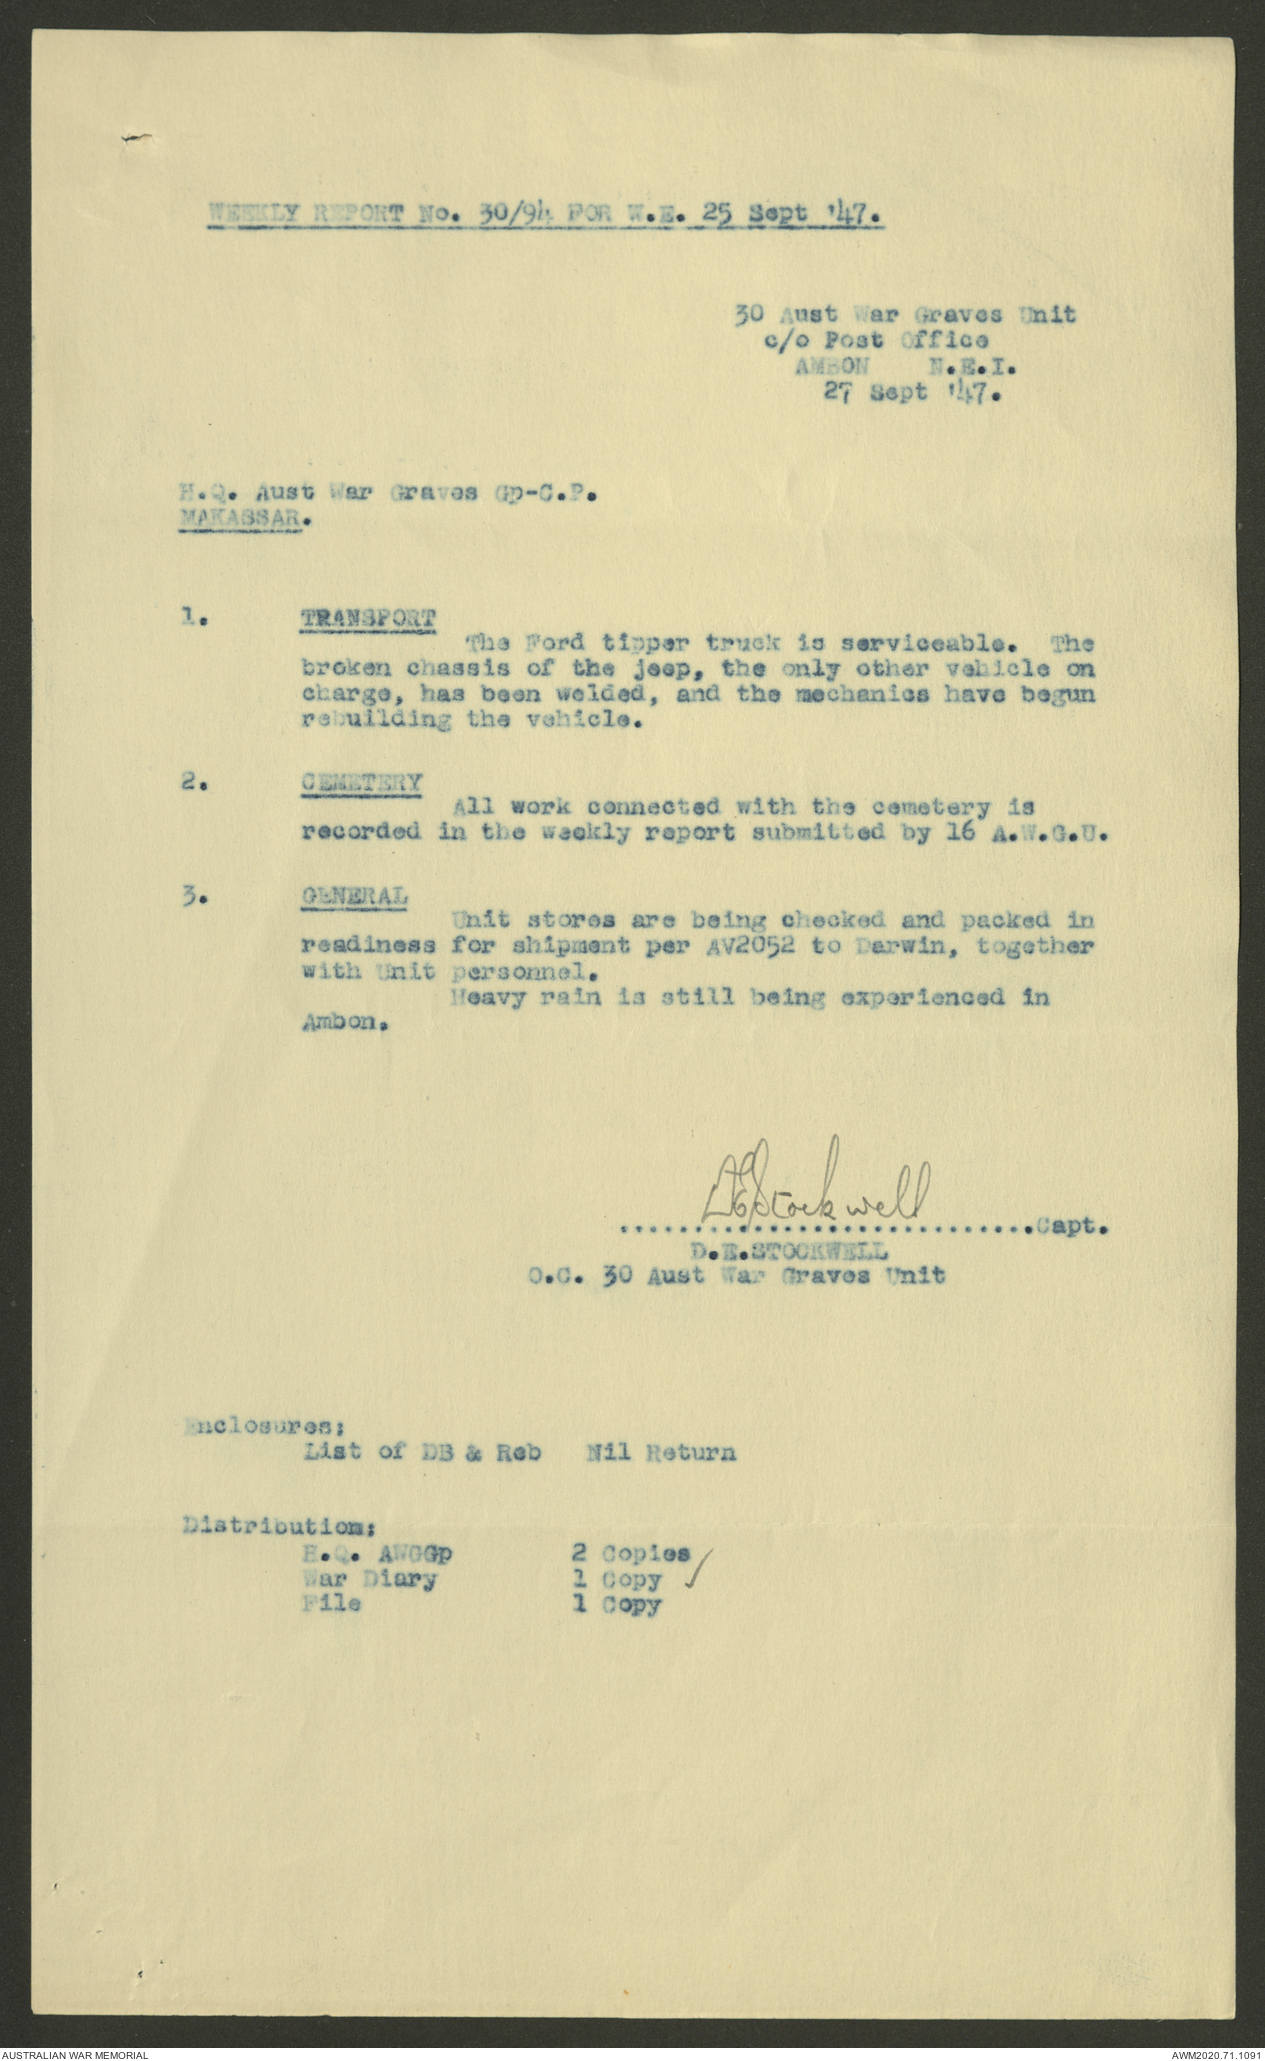 WEEKLY REPORT No. 30/94 FOR W.E. 25 Sept '47.
30 Aust War Graves Unit
c/o Post Office
AMBON N.E.I.
27 Sept '47.
H.Q. Aust War Graves Gp-C.P.
MAKASSAR.
1. TRANSPORT
The Ford tipper truck is serviceable. The
broken chassis of the jeep, the only other vehicle on
charge, has been welded, and the mechanics have begun
rebuilding the vehicle.
2. CEMETERY
All work connected with the cemetery is
recorded in the weekly report submitted by 16 A.W.G.U.
3. GENERAL
Unit stores are being checked and packed in
readiness for shipment per AV2052 to Darwin, together
with Unit personnel.
Heavy rain is still being experienced in
Ambon.
DEStockwell
..............................Capt.
D.E.STOCKWELL
O.C. 30 Aust War Graves Unit
Enclosures;
List of DB & Reb Nil Return
Distribution;
H.Q. AWGGp 2 Copies
War Diary 1 Copy ✓
File 1 Copy
AUSTRALIAN WAR MEMORIAL
AWM2020.71.1091